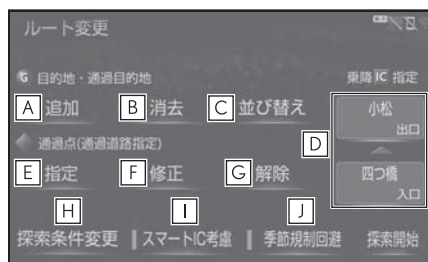 ルート変更
G 目的地・通過目的地
乗降IC 指定
A 追加 B 消去 C 並び替え
小松
出口
D
通過点(通過道路指定)
E 指定 F 修正 G 解除
四つ橋
入口
H I J
探索条件変更 スマートIC考慮 季節規制回避 探索開始